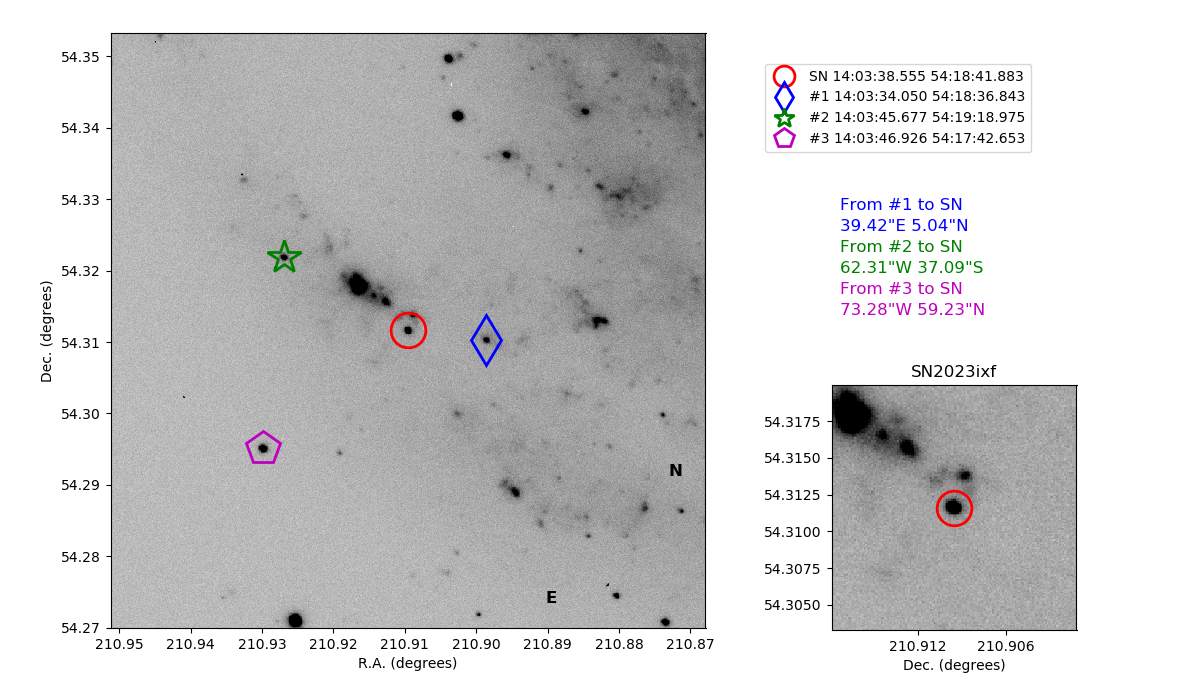 54.35
54.34
54.33
54.32
54.31
54.30
54.29
54.28
54.27
Dec. (degrees)
N
E
210.95 210.94 210.93 210.92 210.91 210.90 210.89 210.88 210.87
R.A. (degrees)
SN 14:03:38.555 54:18:41.883
#1 14:03:34.050 54:18:36.843
#2 14:03:45.677 54:19:18.975
#3 14:03:46.926 54:17:42.653
From #1 to SN
39.42"E 5.04"N
From #2 to SN
62.31"W 37.09"S
From #3 to SN
73.28"W 59.23"N
SN2023ixf
54.3175
54.3150
54.3125
54.3100
54.3075
54.3050
210.912 210.906
Dec. (degrees)